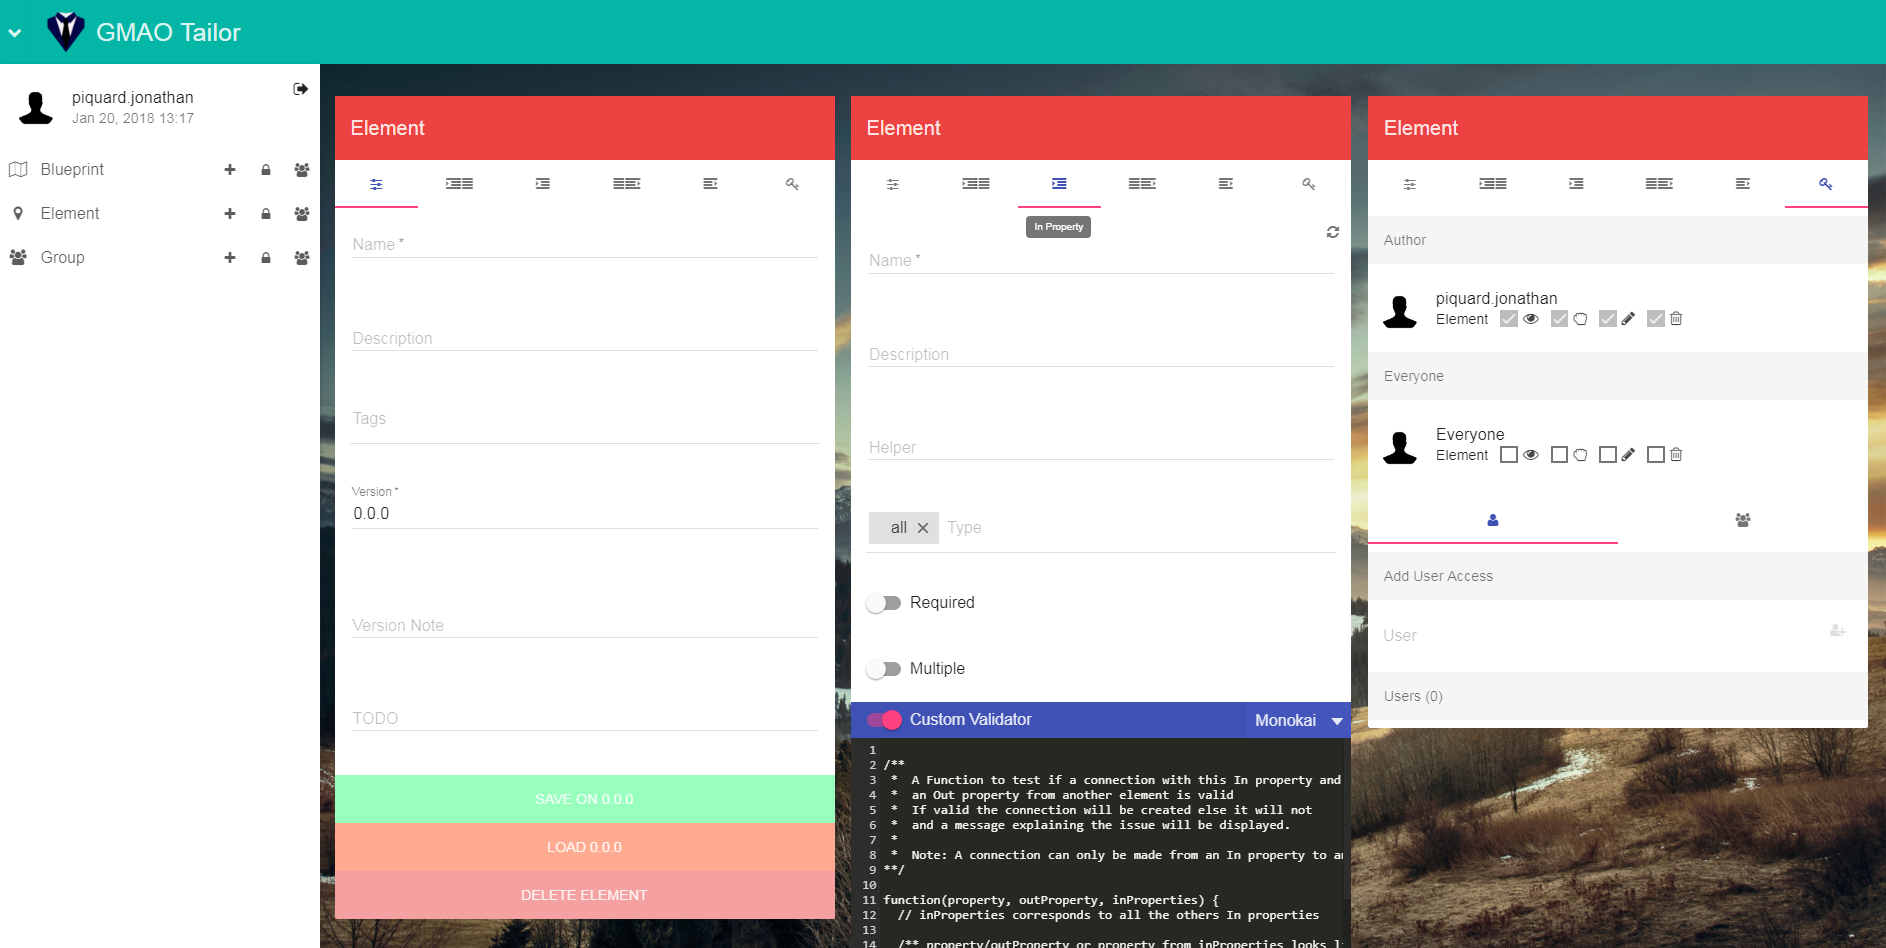 GMAO Tailor
piquard.jonathan
Jan 20, 2018 13:17
Blueprint
Element
Group
Element
Name *
Description
Tags
Version *
0.0.0
Version Note
TODO
SAVE ON 0.0.0
LOAD 0.0.0
DELETE ELEMENT
Element
In Property
Name *
Description
Helper
all Type
Required
Multiple
Custom Validator Monokai
1
2 /**
3  *  A Function to test if a connection with this In property and
4  *  an Out property from another element is valid
5  *  If valid the connection will be created else it will not
6  *  and a message explaining the issue will be displayed.
7  *
8  *  Note: A connection can only be made from an In property to an
9 **/
10
11 function(property, outProperty, inProperties) {
12   // inProperties corresponds to all the others In properties
13
14   /** property/outProperty or property from inProperties looks
Element
Author
piquard.jonathan
Element
Everyone
Everyone
Element
Add User Access
User
Users (0)